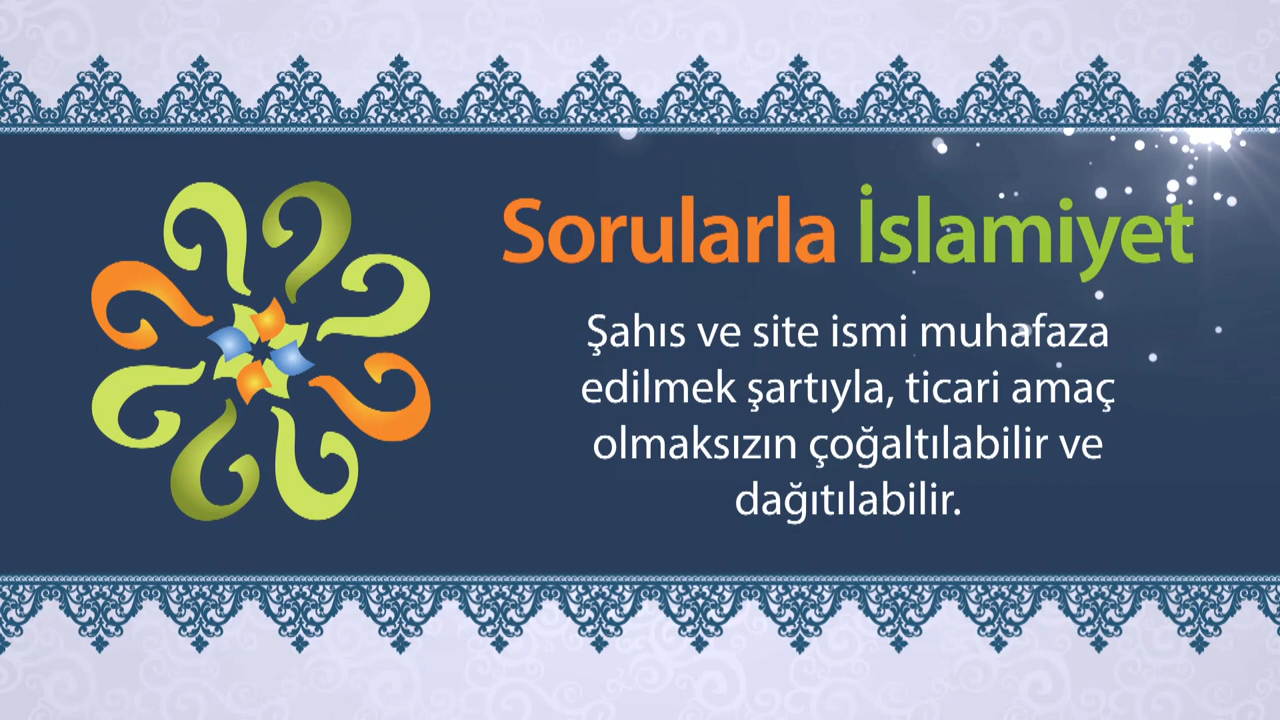 Sorularla İslamiyet
Şahıs ve site ismi muhafaza
edilmek şartıyla, ticari amaç
olmaksızın çoğaltılabilir ve
dağıtılabilir.